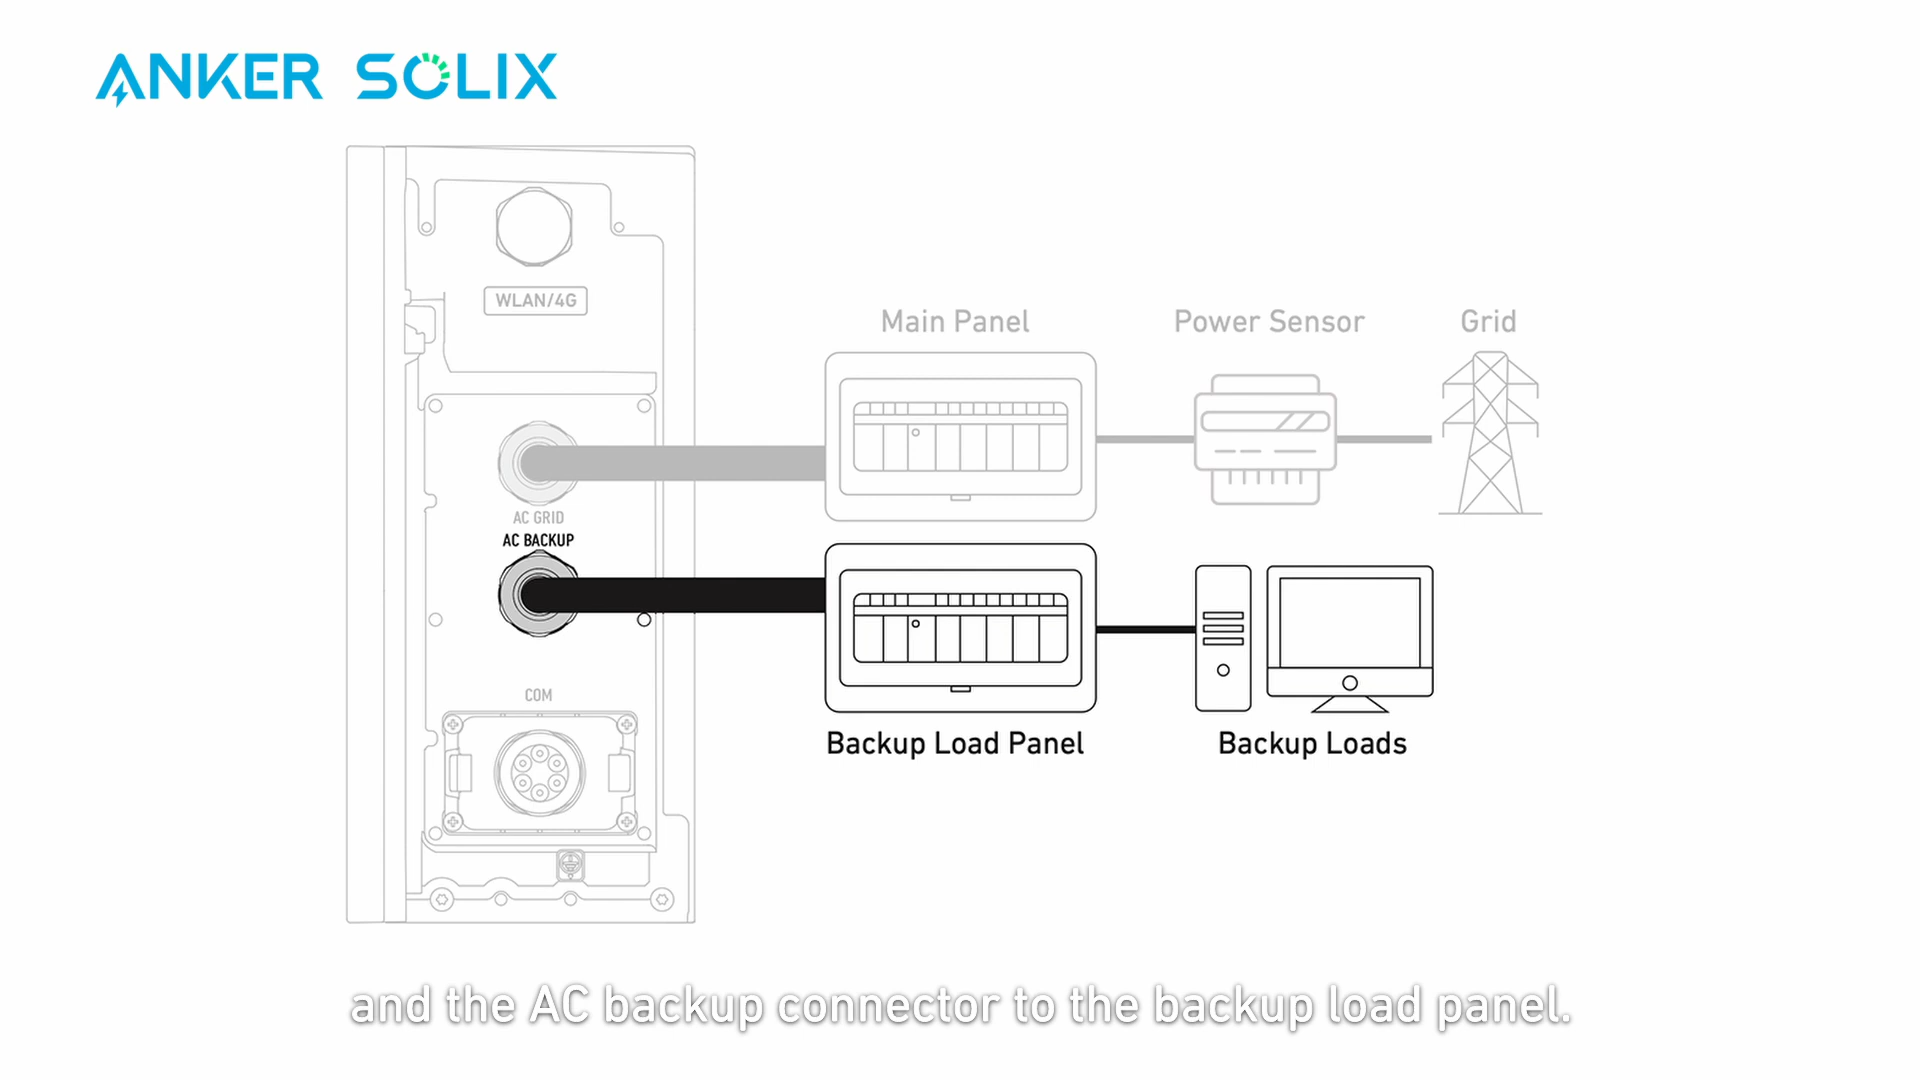 ANKER SOLIX
WLAN/4G
Main Panel
Power Sensor
Grid
AC GRID
AC BACKUP
COM
Backup Load Panel
Backup Loads
and the AC backup connector to the backup load panel.